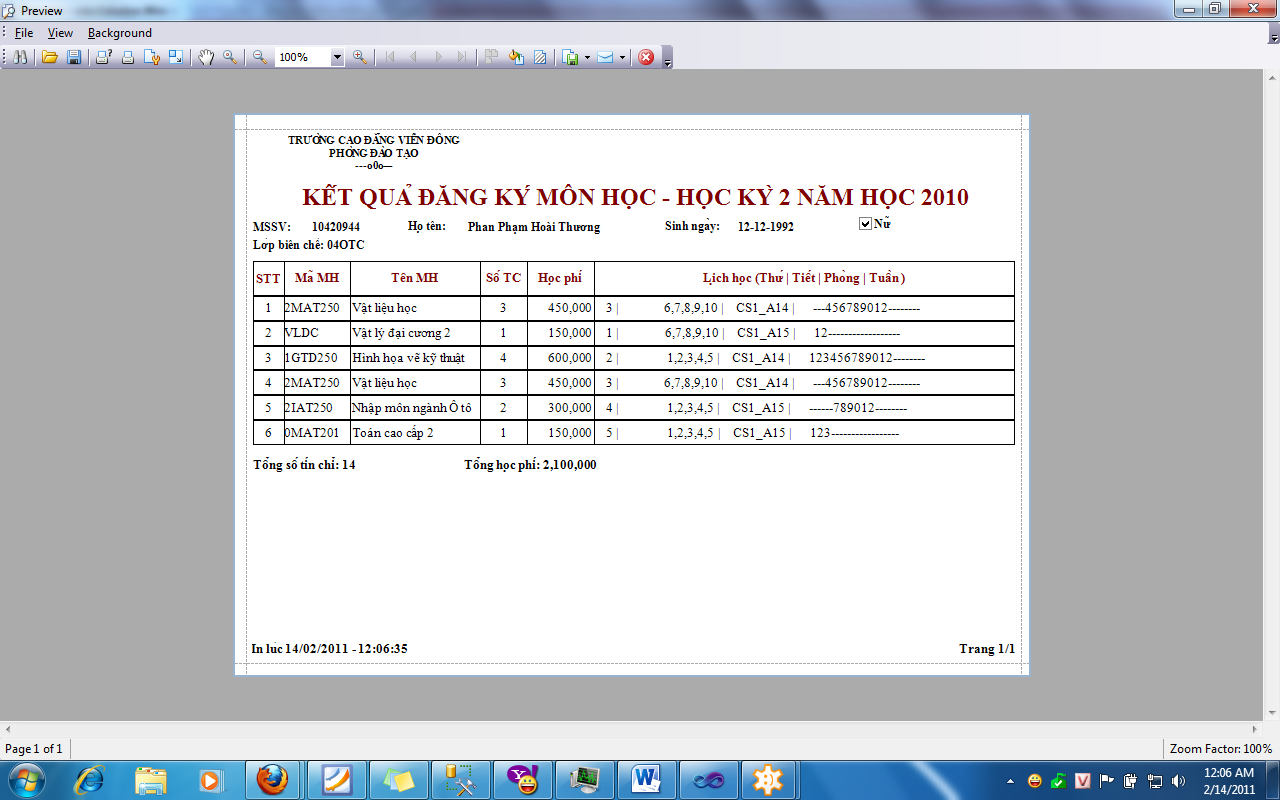 Preview
File View Background
100%
TRƯỜNG CAO ĐẲNG VIỄN ĐÔNG
PHÒNG ĐÀO TẠO
---o0o---
KẾT QUẢ ĐĂNG KÝ MÔN HỌC - HỌC KỲ 2 NĂM HỌC 2010
MSSV: 10420944 Họ tên: Phan Phạm Hoài Thương Sinh ngày: 12-12-1992 Nữ
Lớp biên chế: 04OTC
STT Mã MH Tên MH Số TC Học phí Lịch học (Thứ | Tiết | Phòng | Tuần )
1 2MAT250 Vật liệu học 3 450,000 3 | 6,7,8,9,10 | CS1_A14 | ---456789012--------
2 VLDC Vật lý đại cương 2 1 150,000 1 | 6,7,8,9,10 | CS1_A15 | 12------------------
3 1GTD250 Hình họa vẽ kỹ thuật 4 600,000 2 | 1,2,3,4,5 | CS1_A14 | 123456789012--------
4 2MAT250 Vật liệu học 3 450,000 3 | 6,7,8,9,10 | CS1_A14 | ---456789012--------
5 2IAT250 Nhập môn ngành Ô tô 2 300,000 4 | 1,2,3,4,5 | CS1_A15 | ------789012--------
6 0MAT201 Toán cao cấp 2 1 150,000 5 | 1,2,3,4,5 | CS1_A15 | 123-----------------
Tổng số tín chỉ: 14 Tổng học phí: 2,100,000
In lúc 14/02/2011 - 12:06:35 Trang 1/1
Page 1 of 1 Zoom Factor: 100%
12:06 AM
2/14/2011